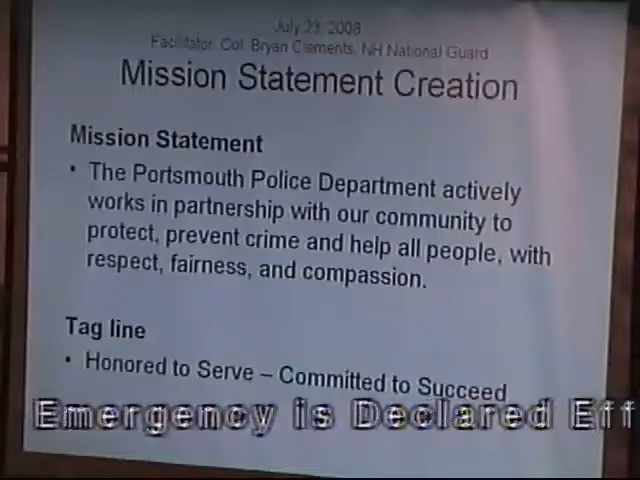 July 23, 2008
Facilitator: Col. Bryan Clements, NH National Guard
Mission Statement Creation
Mission Statement
• The Portsmouth Police Department actively
works in partnership with our community to
protect, prevent crime and help all people, with
respect, fairness, and compassion.
Tag line
• Honored to Serve – Committed to Succeed
Emergency is Declared Eff